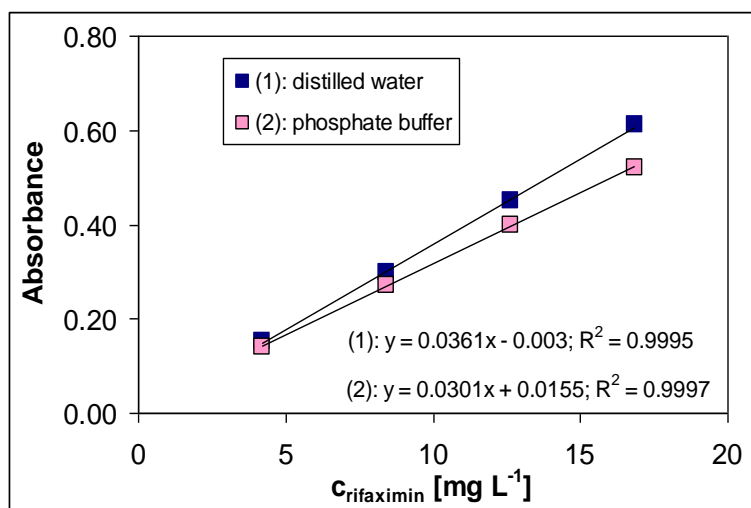 0.80
(1): distilled water
(2): phosphate buffer
0.60
0.40
0.20
0.00
Absorbance
(1): y = 0.0361x - 0.003; R² = 0.9995
(2): y = 0.0301x + 0.0155; R² = 0.9997
0 5 10 15 20
c_rifaximin [mg L⁻¹]